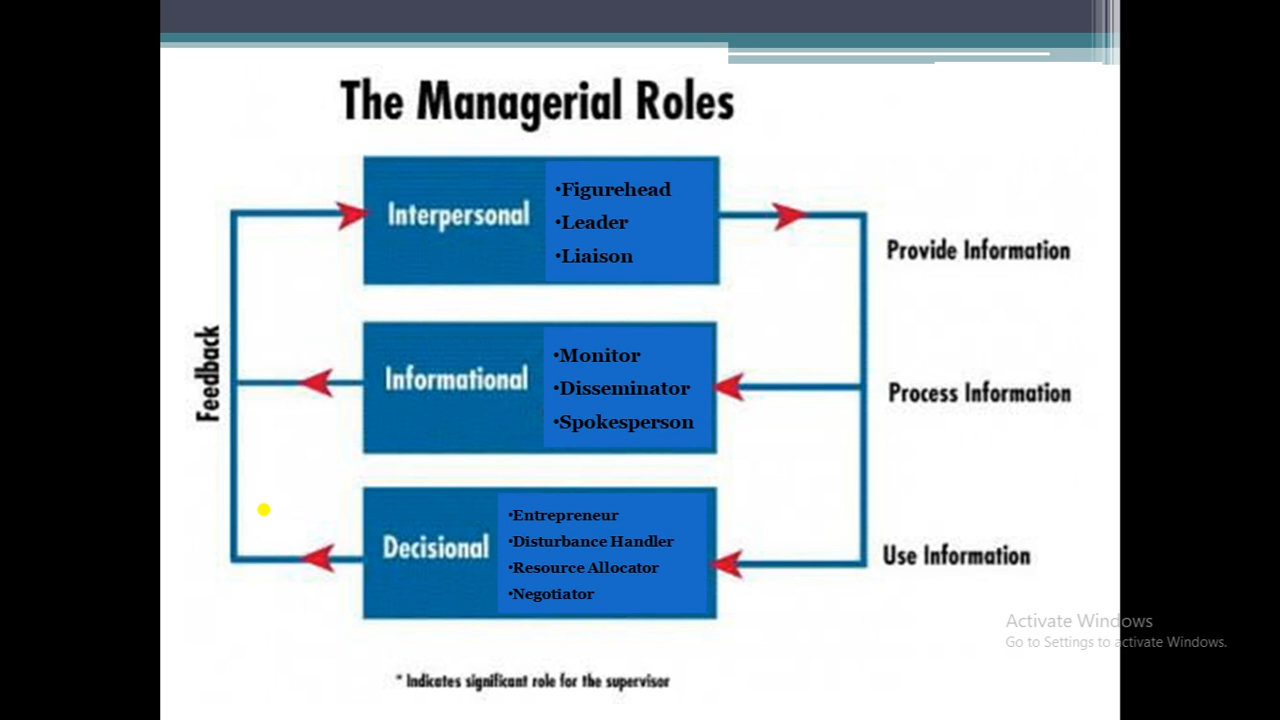 The Managerial Roles
Interpersonal
•Figurehead
•Leader
•Liaison
Provide Information
Feedback
Informational
•Monitor
•Disseminator
•Spokesperson
Process Information
Decisional
•Entrepreneur
•Disturbance Handler
•Resource Allocator
•Negotiator
Use Information
* Indicates significant role for the supervisor
Activate Windows
Go to Settings to activate Windows.